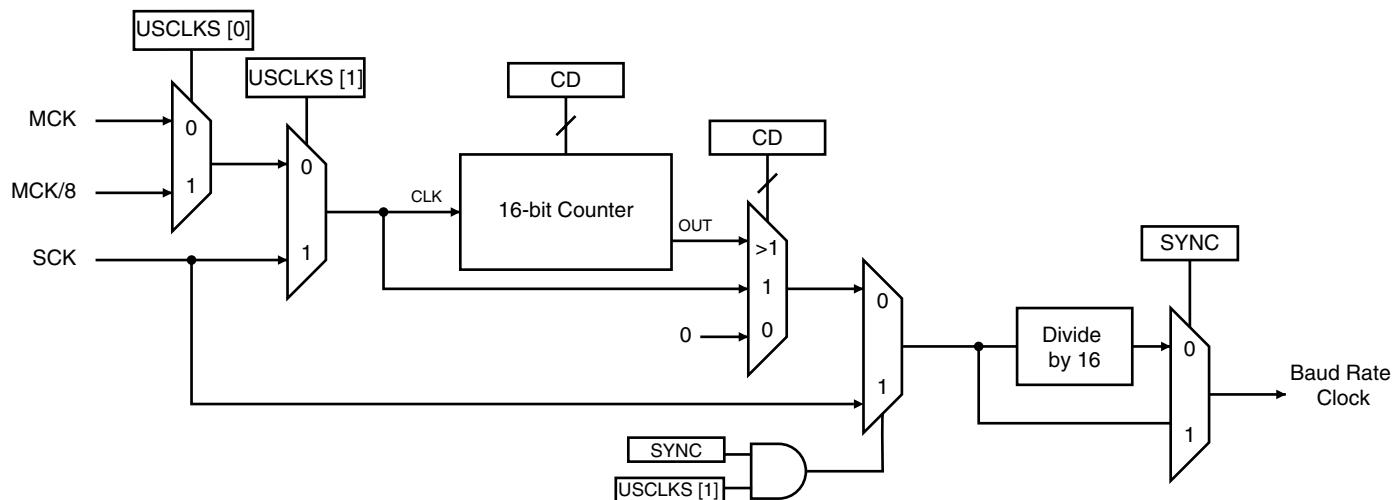 USCLKS [0]
USCLKS [1]
CD
CD
MCK
0
MCK/8
1
0
CLK
16-bit Counter
OUT
SCK
1
>1
1
0
0
SYNC
0
1
Divide
by 16
0
1
Baud Rate
Clock
SYNC
USCLKS [1]